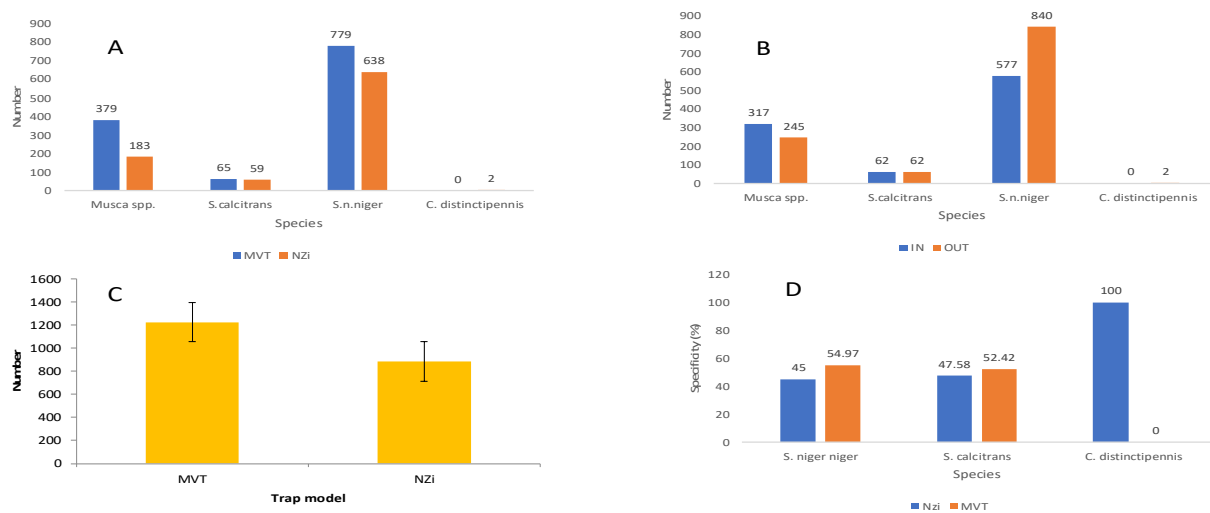 A
Number
900
800
700
600
500
400
300
200
100
0
379
183
65
59
779
638
0
2
Musca spp.
S.calcitrans
S.n.niger
C. distinctipennis
Species
MVT
NZi
B
Number
900
800
700
600
500
400
300
200
100
0
317
245
62
62
577
840
0
2
Musca spp.
S.calcitrans
S.n.niger
C. distinctipennis
Species
IN
OUT
C
Number
1600
1400
1200
1000
800
600
400
200
0
MVT
NZi
Trap model
D
Specificity (%)
120
100
80
60
40
20
0
45
54.97
47.58
52.42
100
0
S. niger niger
S. calcitrans
C. distinctipennis
Species
Nzi
MVT